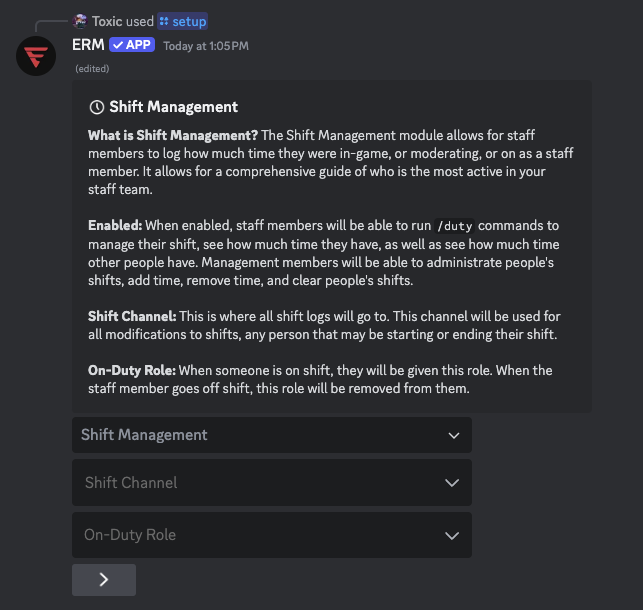 Toxic used setup
ERM ✓ APP Today at 1:05 PM
(edited)
Shift Management
What is Shift Management? The Shift Management module allows for staff
members to log how much time they were in-game, or moderating, or on as a staff
member. It allows for a comprehensive guide of who is the most active in your
staff team.
Enabled: When enabled, staff members will be able to run /duty commands to
manage their shift, see how much time they have, as well as see how much time
other people have. Management members will be able to administrate people's
shifts, add time, remove time, and clear people's shifts.
Shift Channel: This is where all shift logs will go to. This channel will be used for
all modifications to shifts, any person that may be starting or ending their shift.
On-Duty Role: When someone is on shift, they will be given this role. When the
staff member goes off shift, this role will be removed from them.
Shift Management
Shift Channel
On-Duty Role